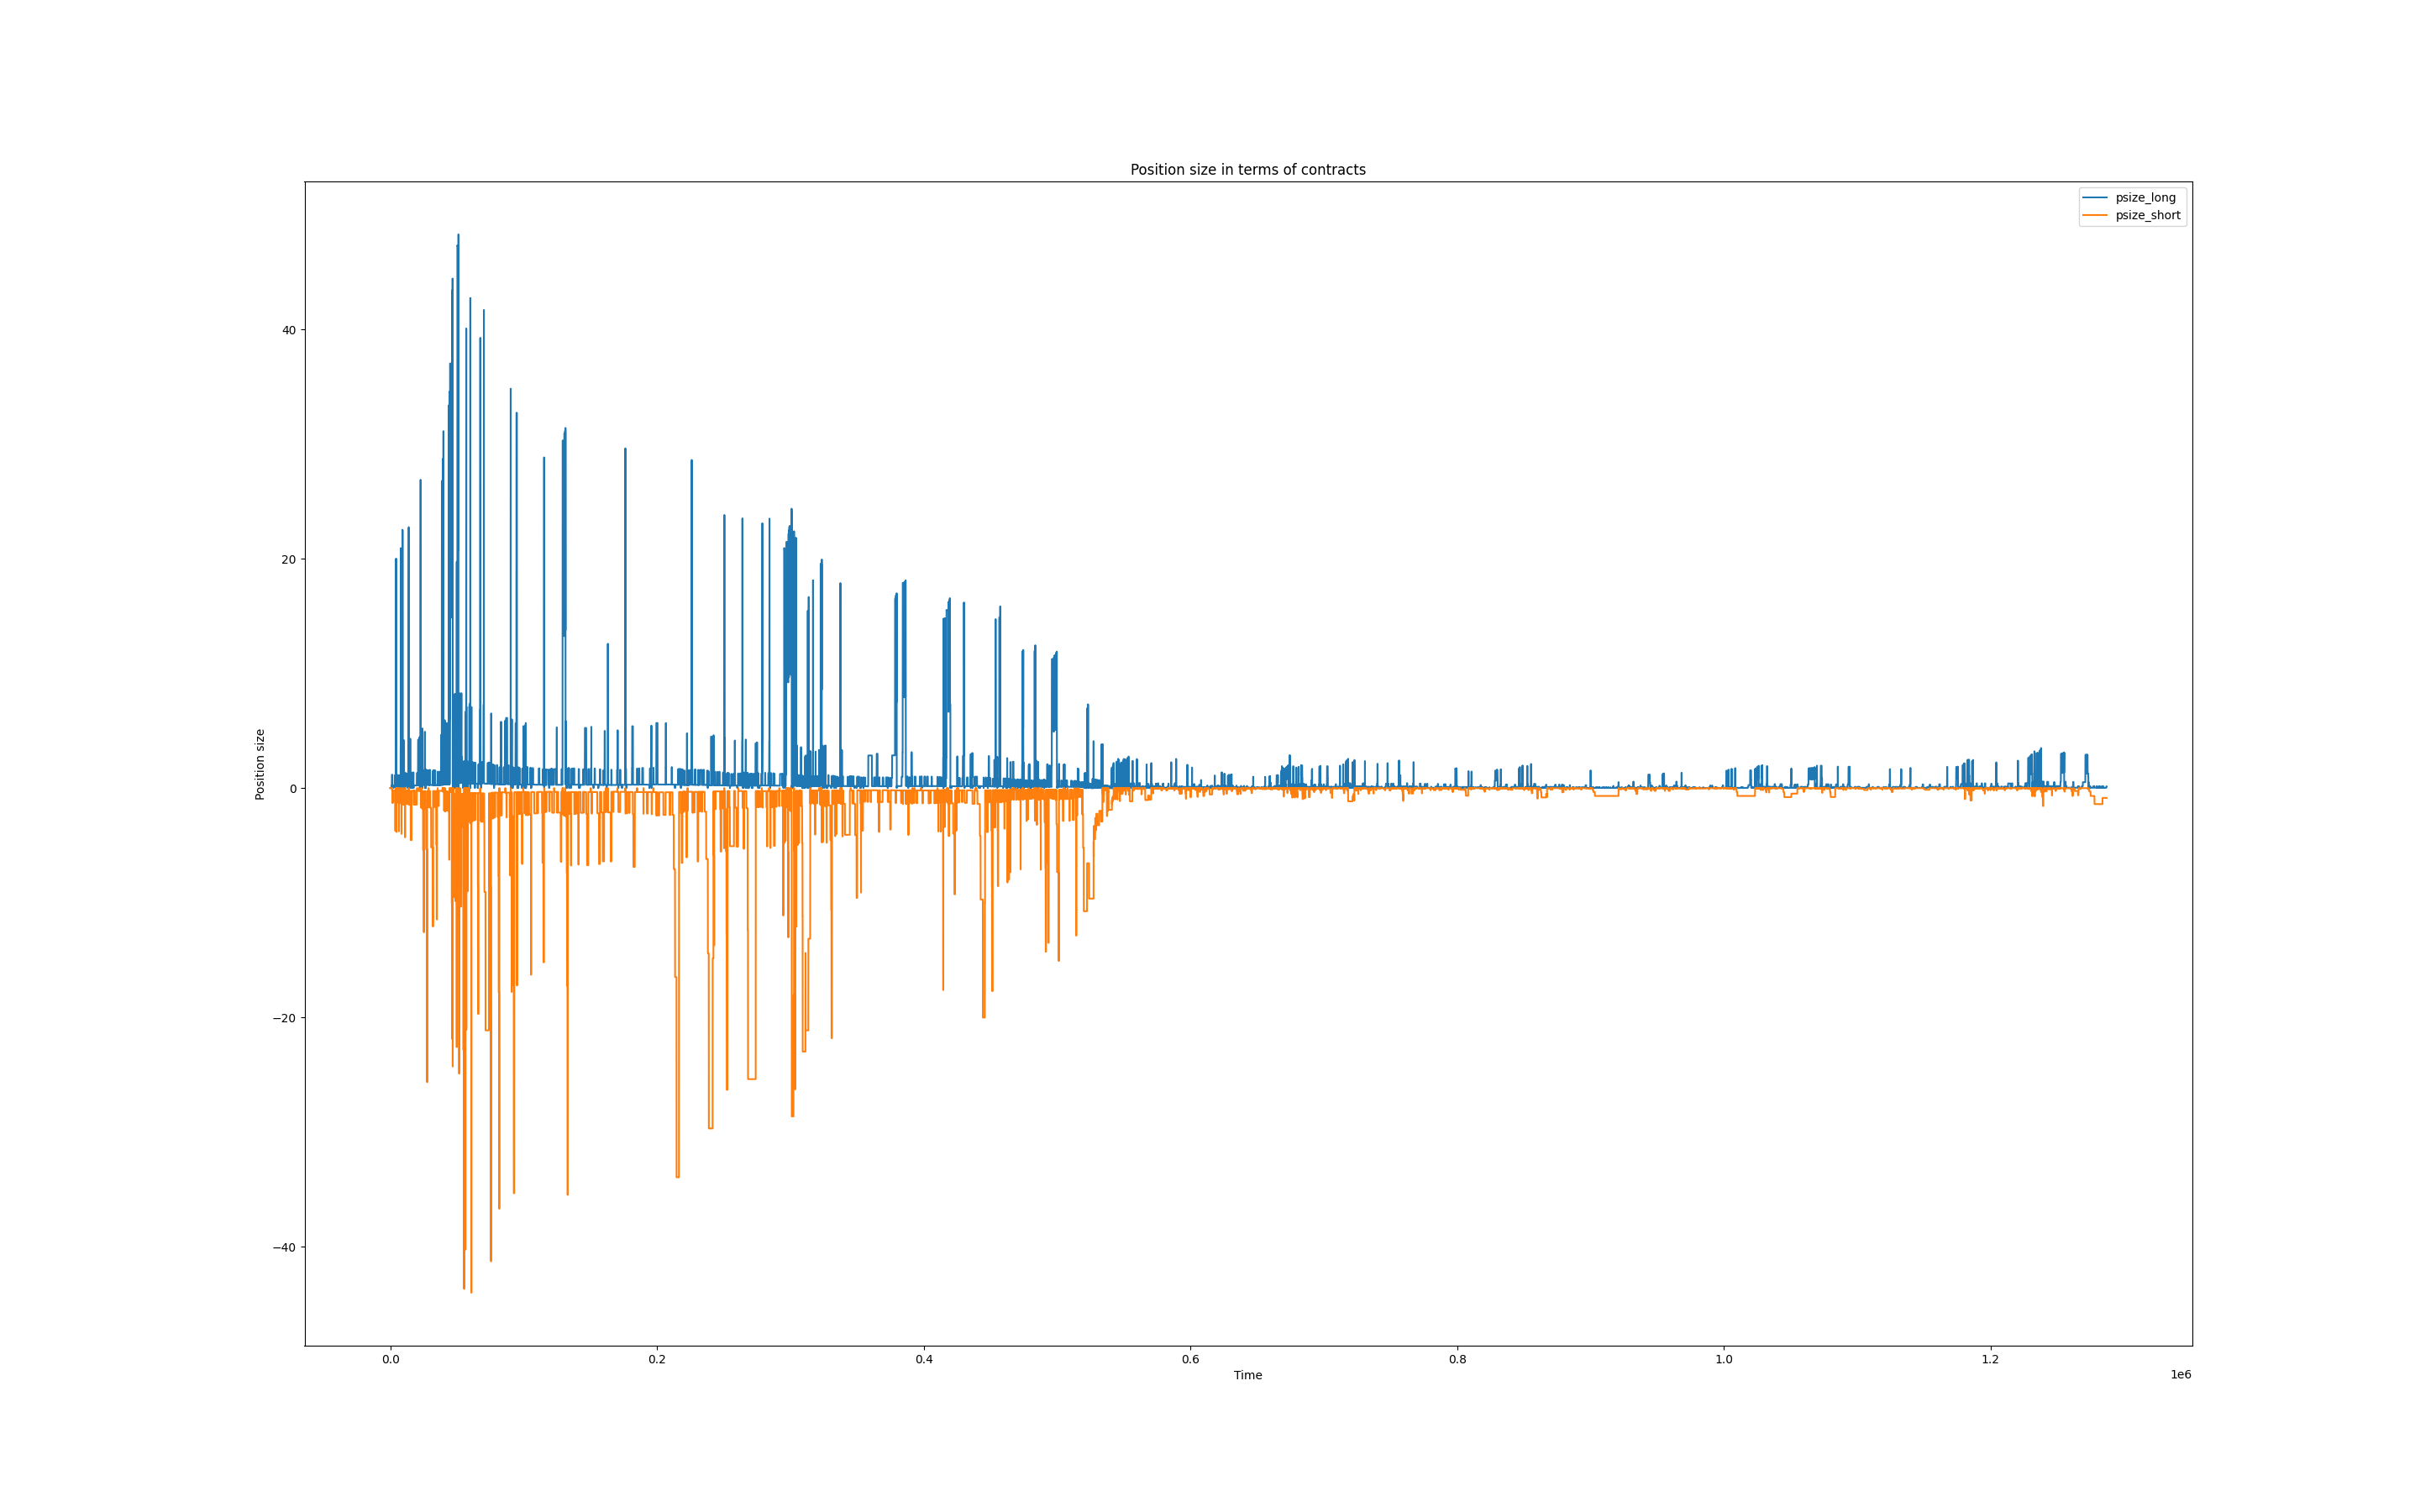 Position size in terms of contracts
psize_long
psize_short
Position size
40
20
0
−20
−40
0.0 0.2 0.4 0.6 0.8 1.0 1.2
Time
1e6